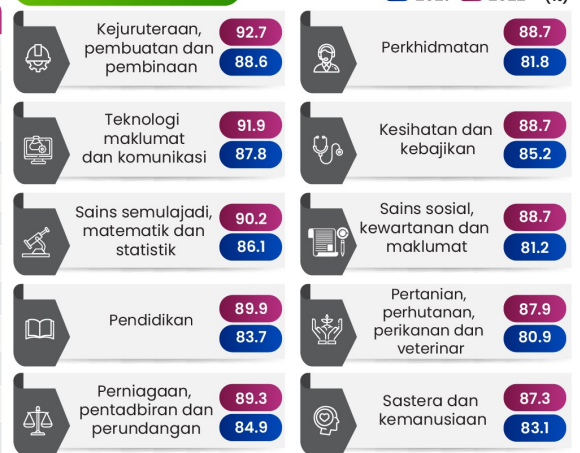 Kejuruteraan,
pembuatan dan
pembinaan
92.7
88.6
Teknologi
maklumat
dan komunikasi
91.9
87.8
Sains semulajadi,
matematik dan
statistik
90.2
86.1
Pendidikan
89.9
83.7
Perniagaan,
pentadbiran dan
perundangan
89.3
84.9
Perkhidmatan
88.7
81.8
Kesihatan dan
kebajikan
88.7
85.2
Sains sosial,
kewartanan dan
maklumat
88.7
81.2
Pertanian,
perhutanan,
perikanan dan
veterinar
87.9
80.9
Sastera dan
kemanusiaan
87.3
83.1